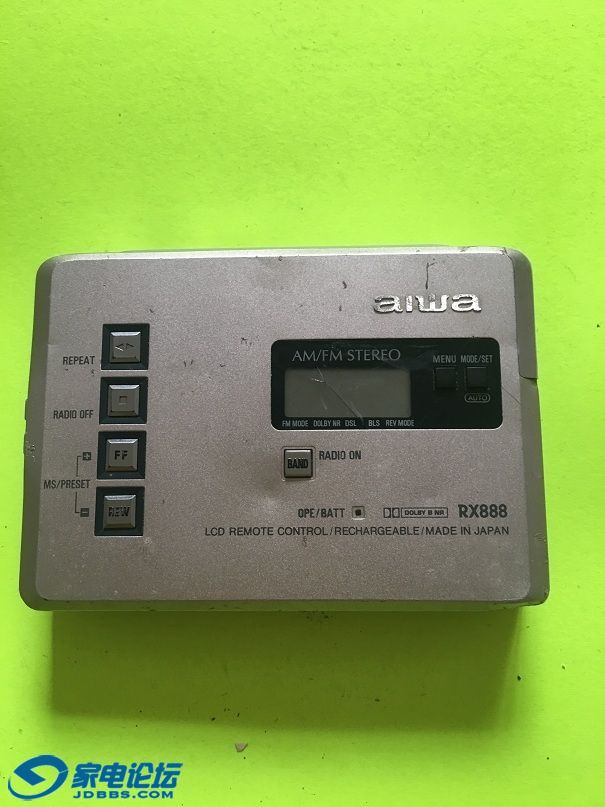 aiwa
AM/FM STEREO
MENU MODE/SET
AUTO
FM MODE DOLBY NR DSL BLS REV MODE
REPEAT
RADIO OFF
+ FF
MS/PRESET
- REW
BAND RADIO ON
OPE/BATT DOLBY B NR RX888
LCD REMOTE CONTROL/RECHARGEABLE/MADE IN JAPAN
家电论坛
JDBBS.COM